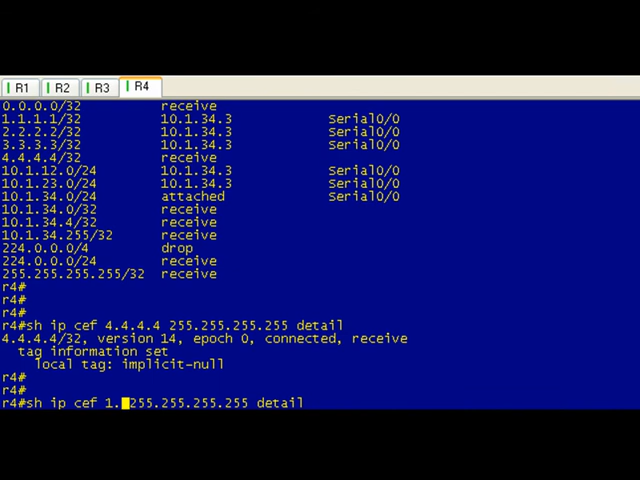 R1 R2 R3 R4
0.0.0.0/32 receive
1.1.1.1/32 10.1.34.3 Serial0/0
2.2.2.2/32 10.1.34.3 Serial0/0
3.3.3.3/32 10.1.34.3 Serial0/0
4.4.4.4/32 receive
10.1.12.0/24 10.1.34.3 Serial0/0
10.1.23.0/24 10.1.34.3 Serial0/0
10.1.34.0/24 attached Serial0/0
10.1.34.0/32 receive
10.1.34.4/32 receive
10.1.34.255/32 receive
224.0.0.0/4 drop
224.0.0.0/24 receive
255.255.255.255/32 receive
r4#
r4#
r4#
r4#sh ip cef 4.4.4.4 255.255.255.255 detail
4.4.4.4/32, version 14, epoch 0, connected, receive
tag information set
local tag: implicit-null
r4#
r4#
r4#sh ip cef 1. 255.255.255.255 detail